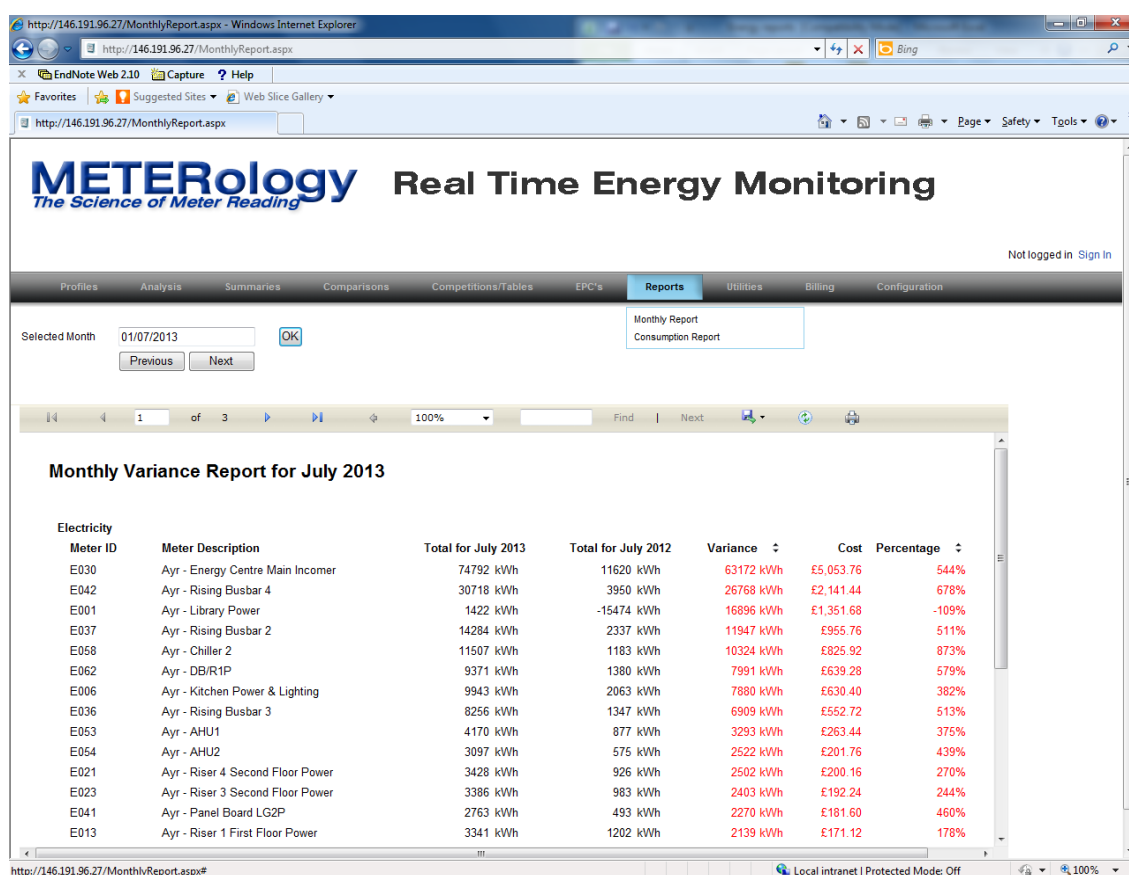 http://146.191.96.27/MonthlyReport.aspx - Windows Internet Explorer
http://146.191.96.27/MonthlyReport.aspx Bing
EndNote Web 2.10 Capture ? Help
Favorites Suggested Sites Web Slice Gallery
http://146.191.96.27/MonthlyReport.aspx Page Safety Tools
METERology Real Time Energy Monitoring
The Science of Meter Reading
Not logged in Sign In
Profiles Analysis Summaries Comparisons Competitions/Tables EPC's Reports Utilities Billing Configuration
Monthly Report
Consumption Report
Selected Month 01/07/2013 OK
Previous Next
1 of 3 100% Find | Next
Monthly Variance Report for July 2013
Electricity
Meter ID Meter Description Total for July 2013 Total for July 2012 Variance Cost Percentage
E030 Ayr - Energy Centre Main Incomer 74792 kWh 11620 kWh 63172 kWh £5,053.76 544%
E042 Ayr - Rising Busbar 4 30718 kWh 3950 kWh 26768 kWh £2,141.44 678%
E001 Ayr - Library Power 1422 kWh -15474 kWh 16896 kWh £1,351.68 -109%
E037 Ayr - Rising Busbar 2 14284 kWh 2337 kWh 11947 kWh £955.76 511%
E058 Ayr - Chiller 2 11507 kWh 1183 kWh 10324 kWh £825.92 873%
E062 Ayr - DB/R1P 9371 kWh 1380 kWh 7991 kWh £639.28 579%
E006 Ayr - Kitchen Power & Lighting 9943 kWh 2063 kWh 7880 kWh £630.40 382%
E036 Ayr - Rising Busbar 3 8256 kWh 1347 kWh 6909 kWh £552.72 513%
E053 Ayr - AHU1 4170 kWh 877 kWh 3293 kWh £263.44 375%
E054 Ayr - AHU2 3097 kWh 575 kWh 2522 kWh £201.76 439%
E021 Ayr - Riser 4 Second Floor Power 3428 kWh 926 kWh 2502 kWh £200.16 270%
E023 Ayr - Riser 3 Second Floor Power 3386 kWh 983 kWh 2403 kWh £192.24 244%
E041 Ayr - Panel Board LG2P 2763 kWh 493 kWh 2270 kWh £181.60 460%
E013 Ayr - Riser 1 First Floor Power 3341 kWh 1202 kWh 2139 kWh £171.12 178%
http://146.191.96.27/MonthlyReport.aspx# Local intranet | Protected Mode: Off 100%